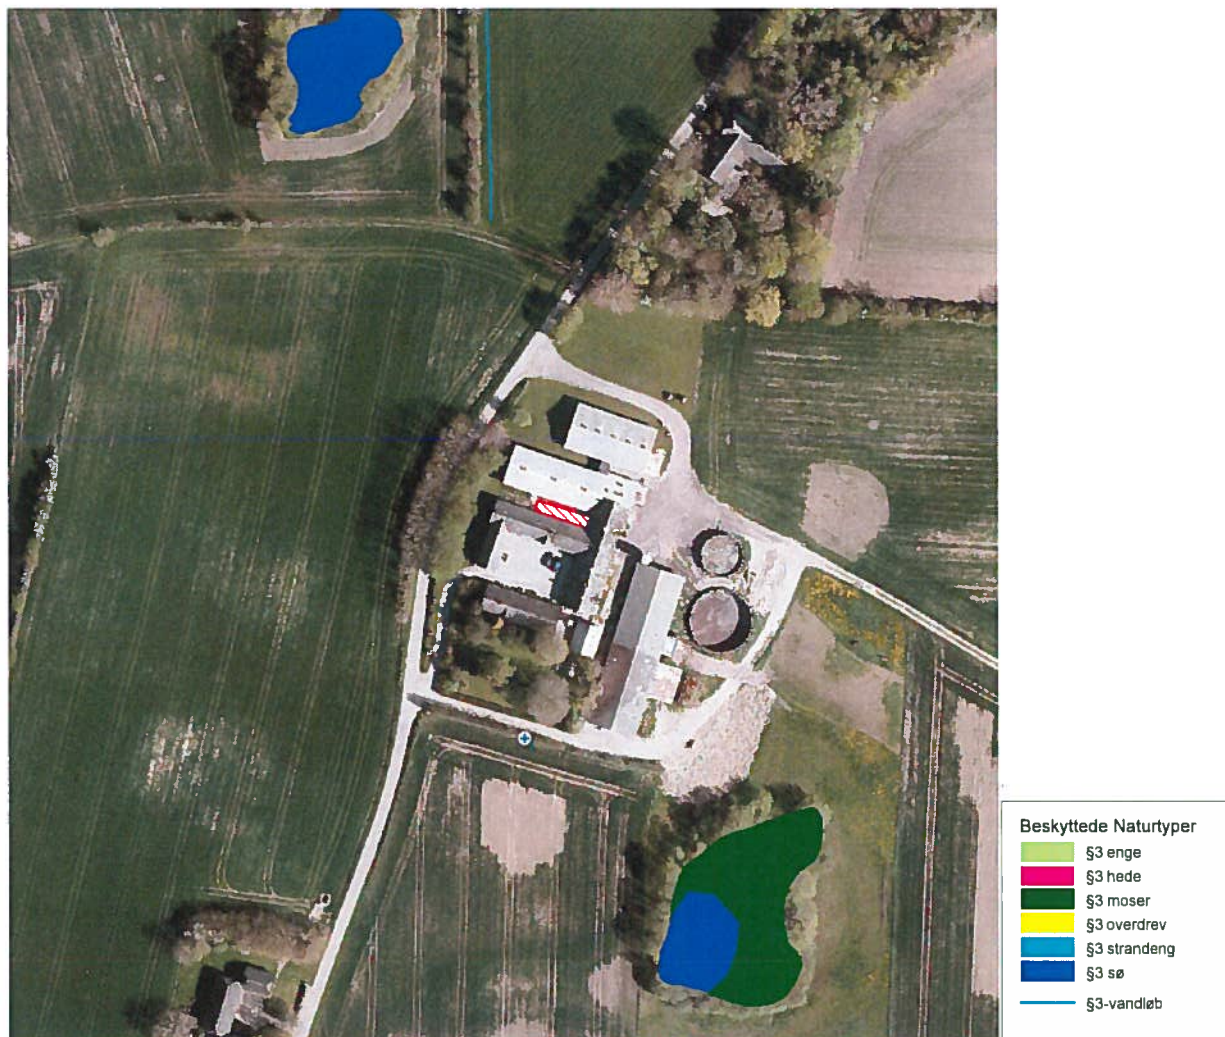 Beskyttede Naturtyper
§3 enge
§3 hede
§3 moser
§3 overdrev
§3 strandeng
§3 sø
§3-vandløb